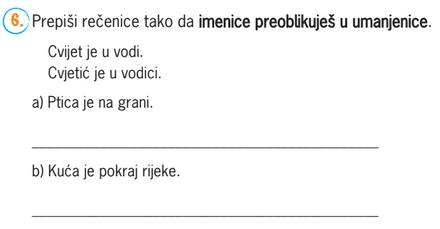 6. Prepiši rečenice tako da imenice preoblikuješ u umanjenice.
Cvijet je u vodi.
Cvjetić je u vodici.
a) Ptica je na grani.
b) Kuća je pokraj rijeke.